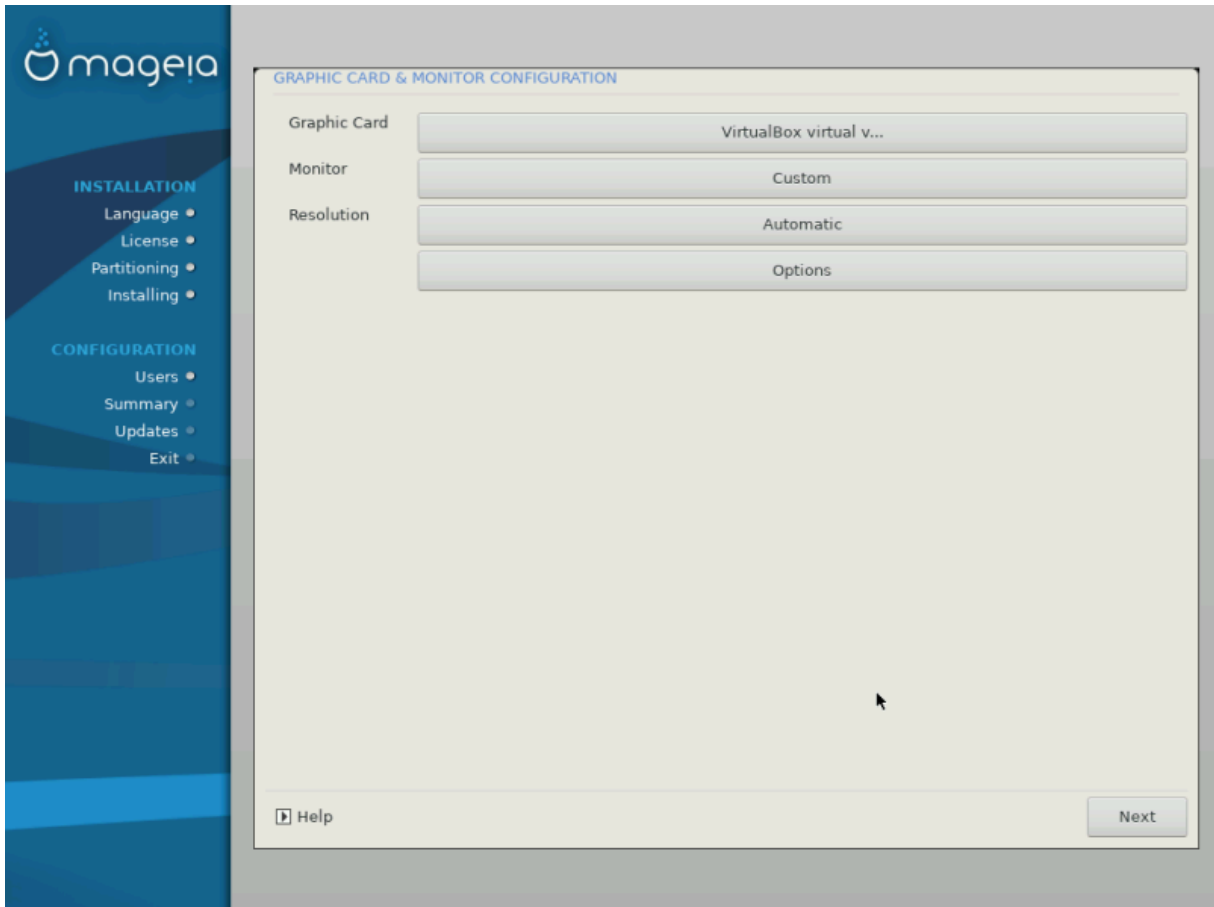 mageia
INSTALLATION
Language
License
Partitioning
Installing
CONFIGURATION
Users
Summary
Updates
Exit
GRAPHIC CARD & MONITOR CONFIGURATION
Graphic Card
VirtualBox virtual v...
Monitor
Custom
Resolution
Automatic
Options
Help
Next